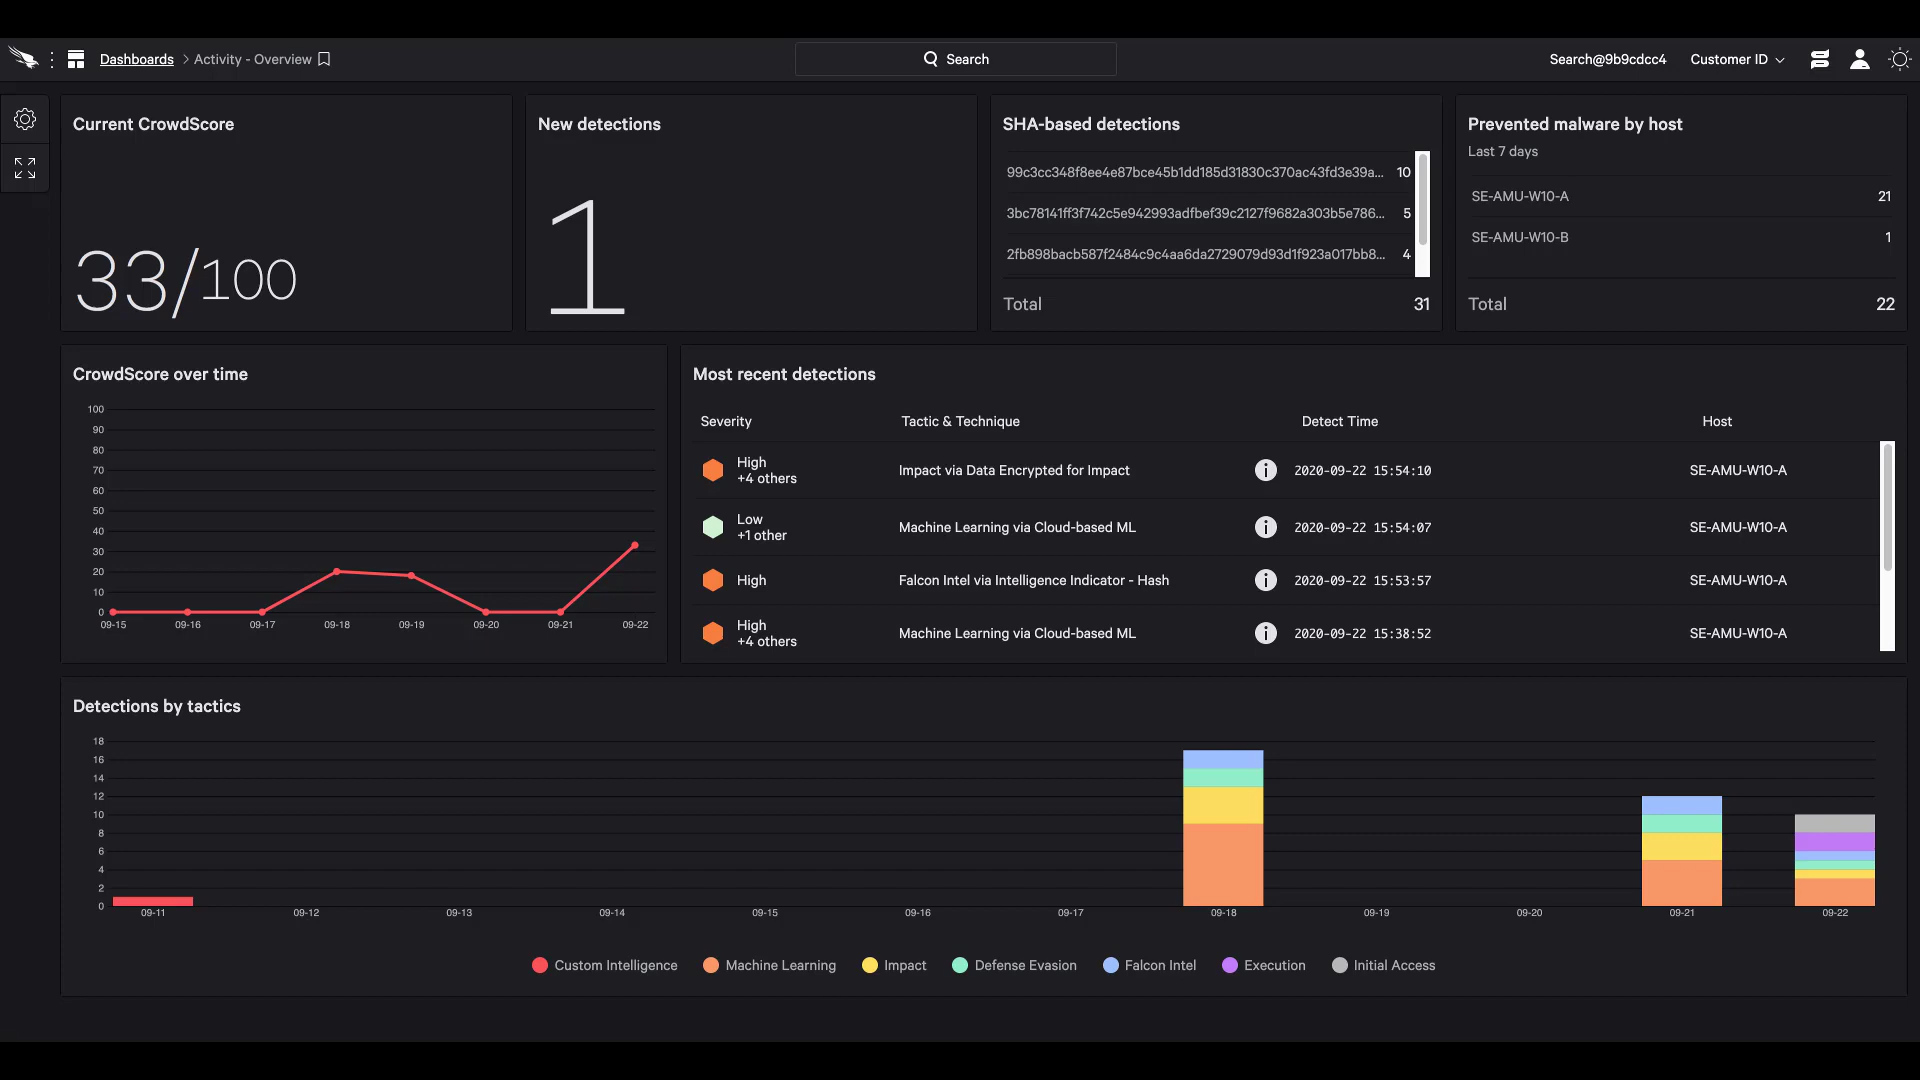 Dashboards > Activity - Overview
Search
Search@9b9cdcc4
Customer ID
Current CrowdScore
33/100
New detections
1
SHA-based detections
99c3cc348f8ee4e87bce45b1dd185d31830c370ac43fd3e39a... 10
3bc78141ff3f742c5e942993adfbef39c2127f9682a303b5e786... 5
2fb898bacb587f2484c9c4aa6da2729079d93d1f923a017bb8... 4
Total 31
Prevented malware by host
Last 7 days
SE-AMU-W10-A 21
SE-AMU-W10-B 1
Total 22
CrowdScore over time
100
90
80
70
60
50
40
30
20
10
0
09-15 09-16 09-17 09-18 09-19 09-20 09-21 09-22
Most recent detections
Severity Tactic & Technique Detect Time Host
High
+4 others
Impact via Data Encrypted for Impact 2020-09-22 15:54:10 SE-AMU-W10-A
Low
+1 other
Machine Learning via Cloud-based ML 2020-09-22 15:54:07 SE-AMU-W10-A
High Falcon Intel via Intelligence Indicator - Hash 2020-09-22 15:53:57 SE-AMU-W10-A
High
+4 others
Machine Learning via Cloud-based ML 2020-09-22 15:38:52 SE-AMU-W10-A
Detections by tactics
18
16
14
12
10
8
6
4
2
0
09-11 09-12 09-13 09-14 09-15 09-16 09-17 09-18 09-19 09-20 09-21 09-22
Custom Intelligence Machine Learning Impact Defense Evasion Falcon Intel Execution Initial Access